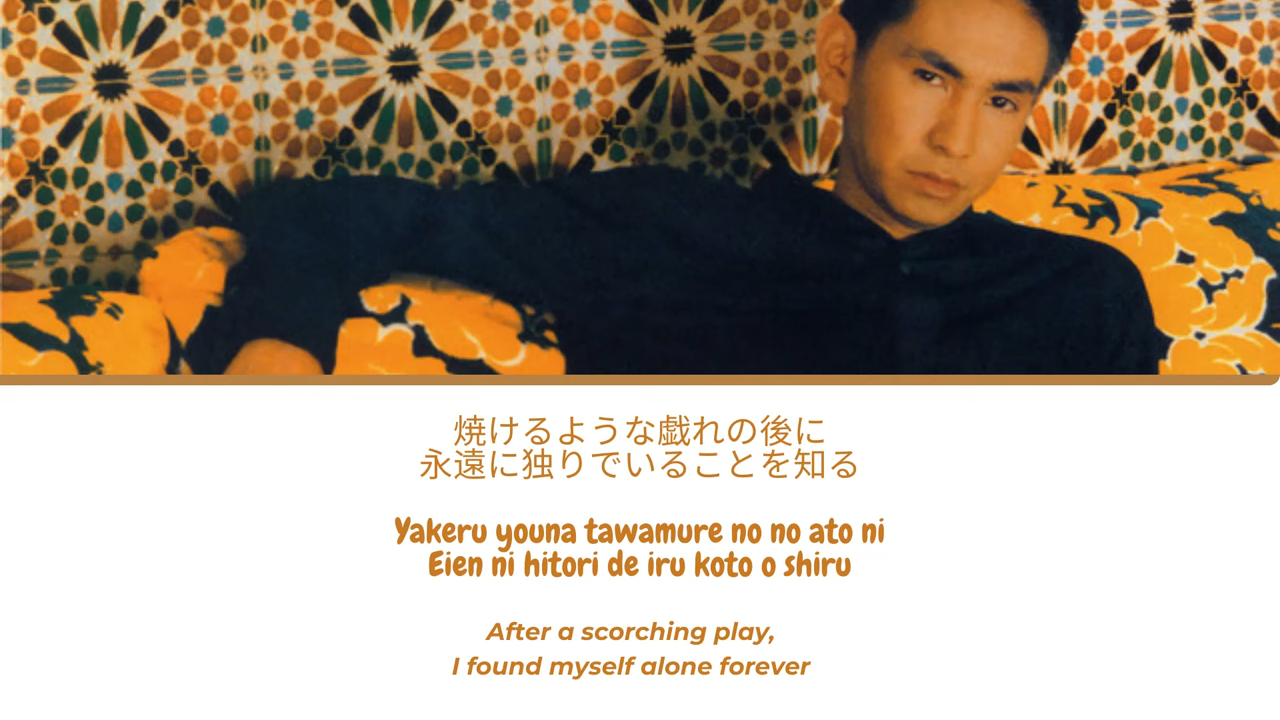 焼けるような戯れの後に
永遠に独りでいることを知る
Yakeru youna tawamure no no ato ni
Eien ni hitori de iru koto o shiru
After a scorching play,
I found myself alone forever